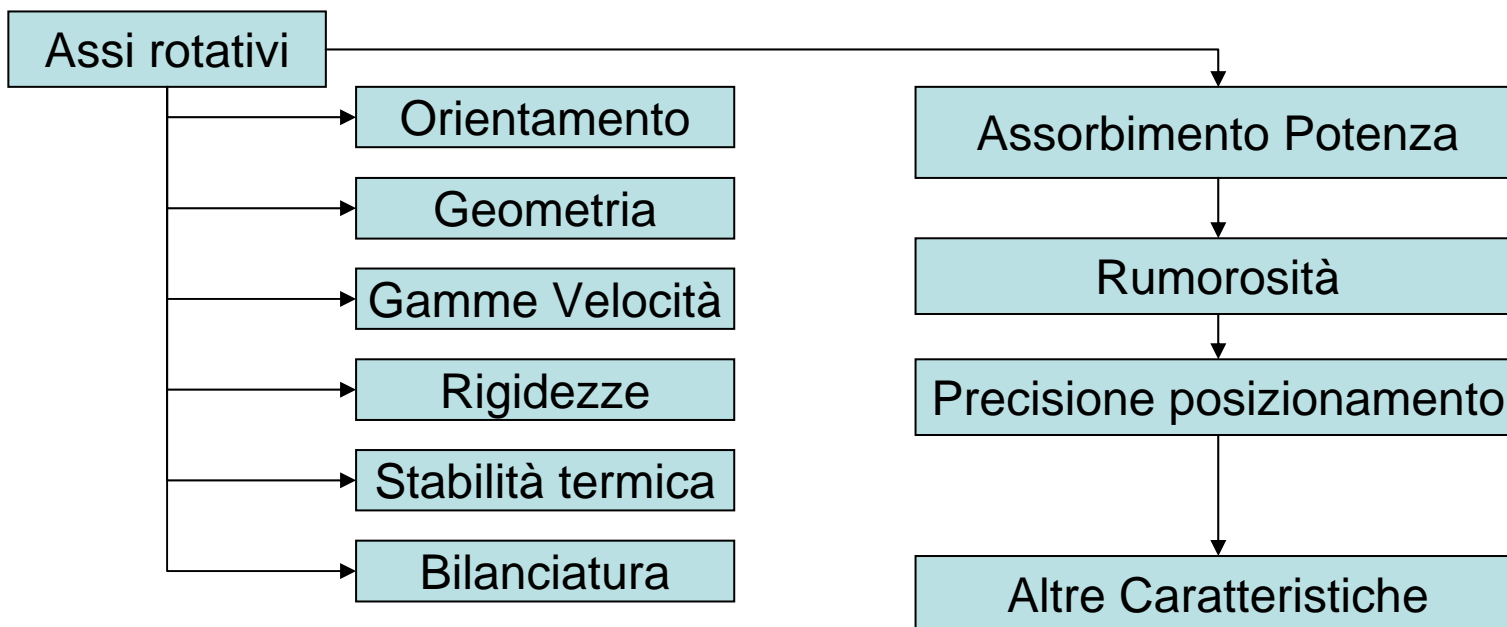 Assi rotativi
Orientamento
Geometria
Gamme Velocità
Rigidezze
Stabilità termica
Bilanciatura
Assorbimento Potenza
Rumorosità
Precisione posizionamento
Altre Caratteristiche